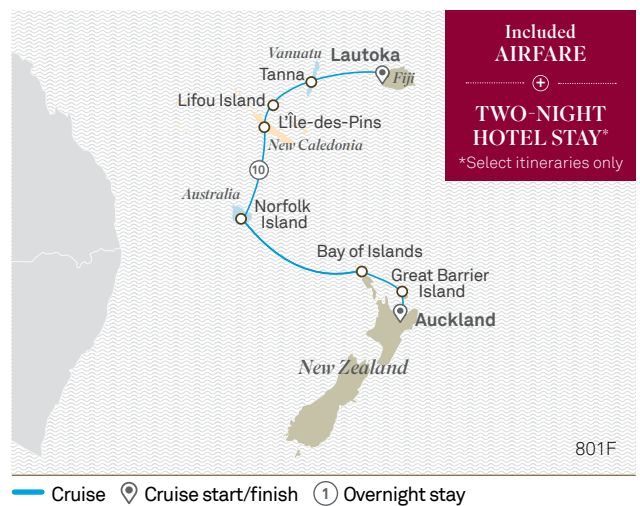 Included
AIRFARE
+
TWO-NIGHT
HOTEL STAY*
*Select itineraries only
Vanuatu
Lautoka
Tanna
Fiji
Lifou Island
L'Île-des-Pins
New Caledonia
10
Australia
Norfolk
Island
Bay of Islands
Great Barrier
Island
Auckland
New Zealand
801F
Cruise
Cruise start/finish
1 Overnight stay